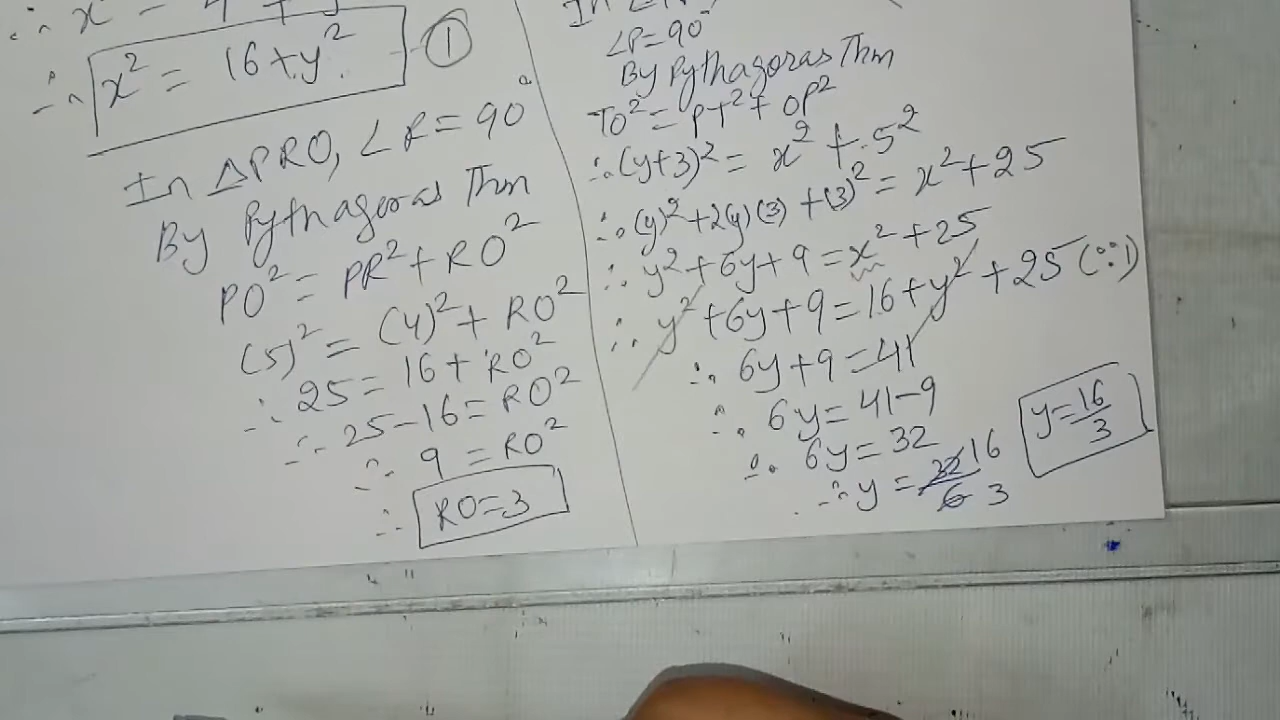 ∴ x² = 16 + y². ①
In △PRO, ∠R = 90°
By Pythagoras Thm
PO² = PR² + RO²
(5)² = (4)² + RO²
∴ 25 = 16 + RO²
∴ 25 - 16 = RO²
∴ 9 = RO²
∴ RO = 3
∠P = 90°
By Pythagoras Thm
TO² = PT² + OP²
∴ (y+3)² = x² + 5²
∴ (y)² + 2(y)(3) + (3)² = x² + 25
∴ y² + 6y + 9 = x² + 25
∴ y² + 6y + 9 = 16 + y² + 25 (∵ 1)
∴ 6y + 9 = 41
∴ 6y = 41 - 9
∴ 6y = 32
∴ y = 32/6 16/3
y = 16/3